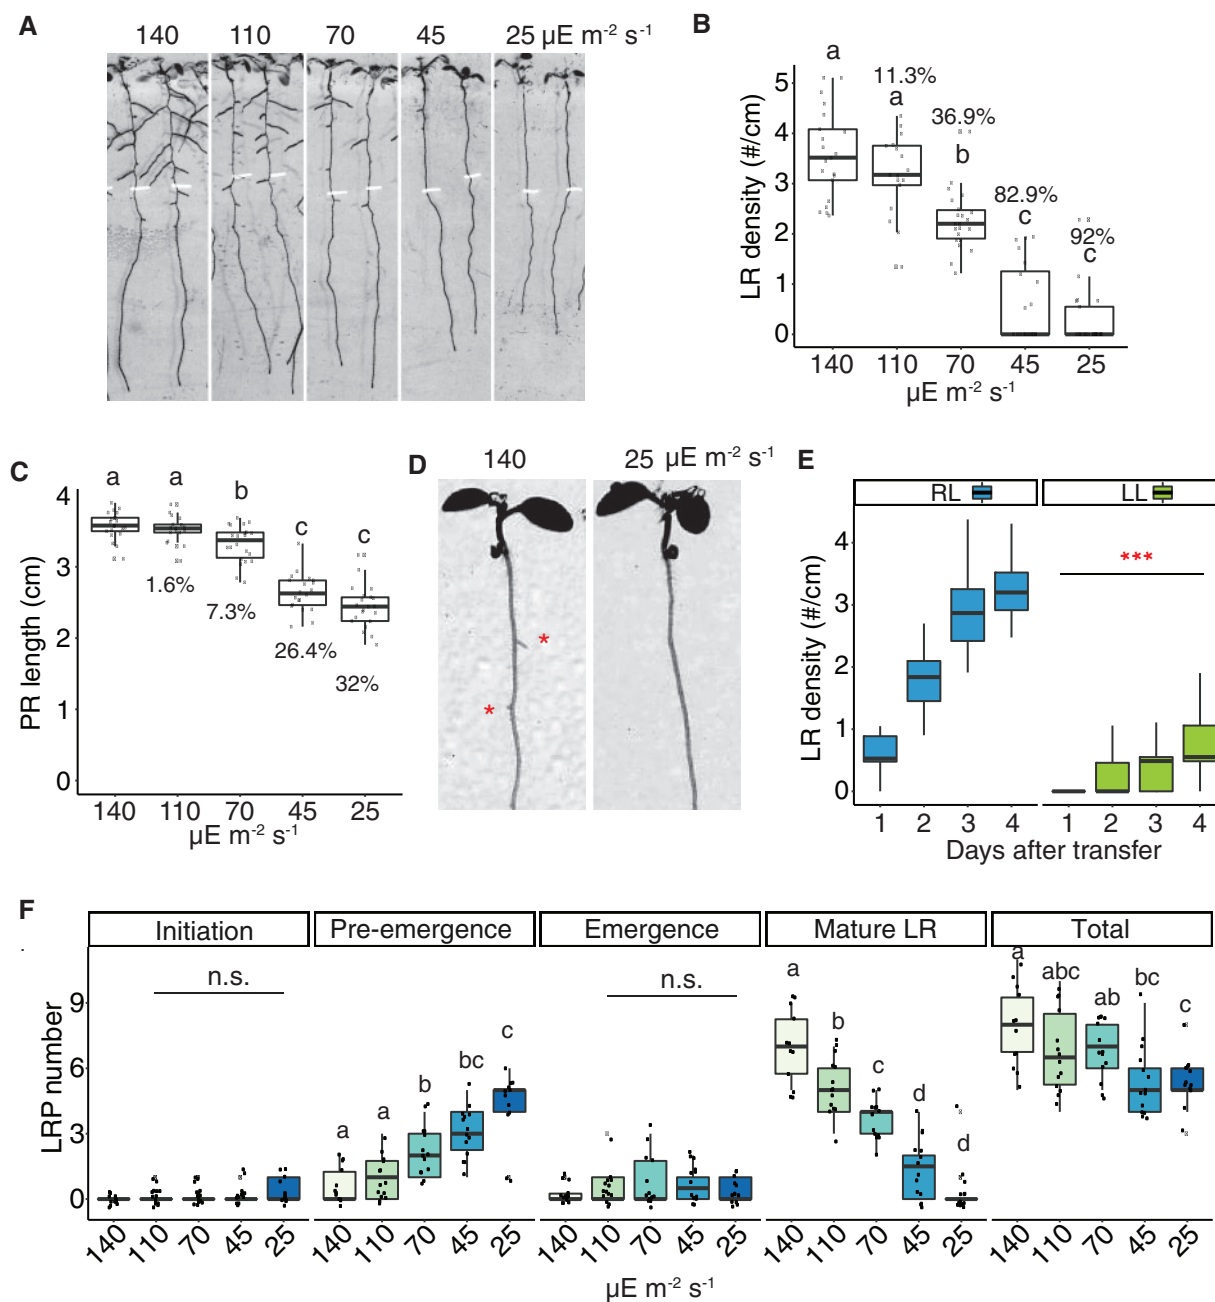 A
140 110 70 45 25 µE m-2 s-1
B
LR density (#/cm)
5
4
3
2
1
0
a
11.3%
a
36.9%
b
82.9%
c
92%
c
140 110 70 45 25
µE m-2 s-1
C
PR length (cm)
4
3
2
1
0
a a b c c
1.6%
7.3%
26.4%
32%
140 110 70 45 25
µE m-2 s-1
D
140 25 µE m-2 s-1
*
*
E
RL LL
LR density (#/cm)
4
3
2
1
0
***
1 2 3 4 1 2 3 4
Days after transfer
F
Initiation Pre-emergence Emergence Mature LR Total
LRP number
9
6
3
0
n.s.
a a b bc c
n.s.
a b c d d
a abc ab bc c
140 110 70 45 25 140 110 70 45 25 140 110 70 45 25 140 110 70 45 25 140 110 70 45 25
µE m-2 s-1